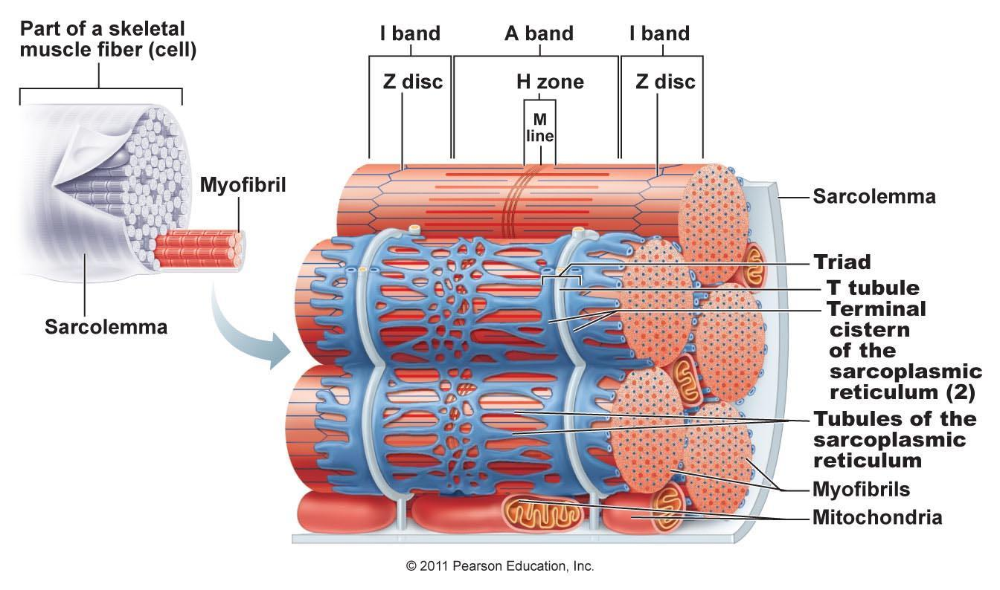 Part of a skeletal
muscle fiber (cell)
I band
A band
I band
Z disc
H zone
Z disc
M
line
Myofibril
Sarcolemma
Sarcolemma
Triad
T tubule
Terminal
cistern
of the
sarcoplasmic
reticulum (2)
Tubules of the
sarcoplasmic
reticulum
Myofibrils
Mitochondria
© 2011 Pearson Education, Inc.